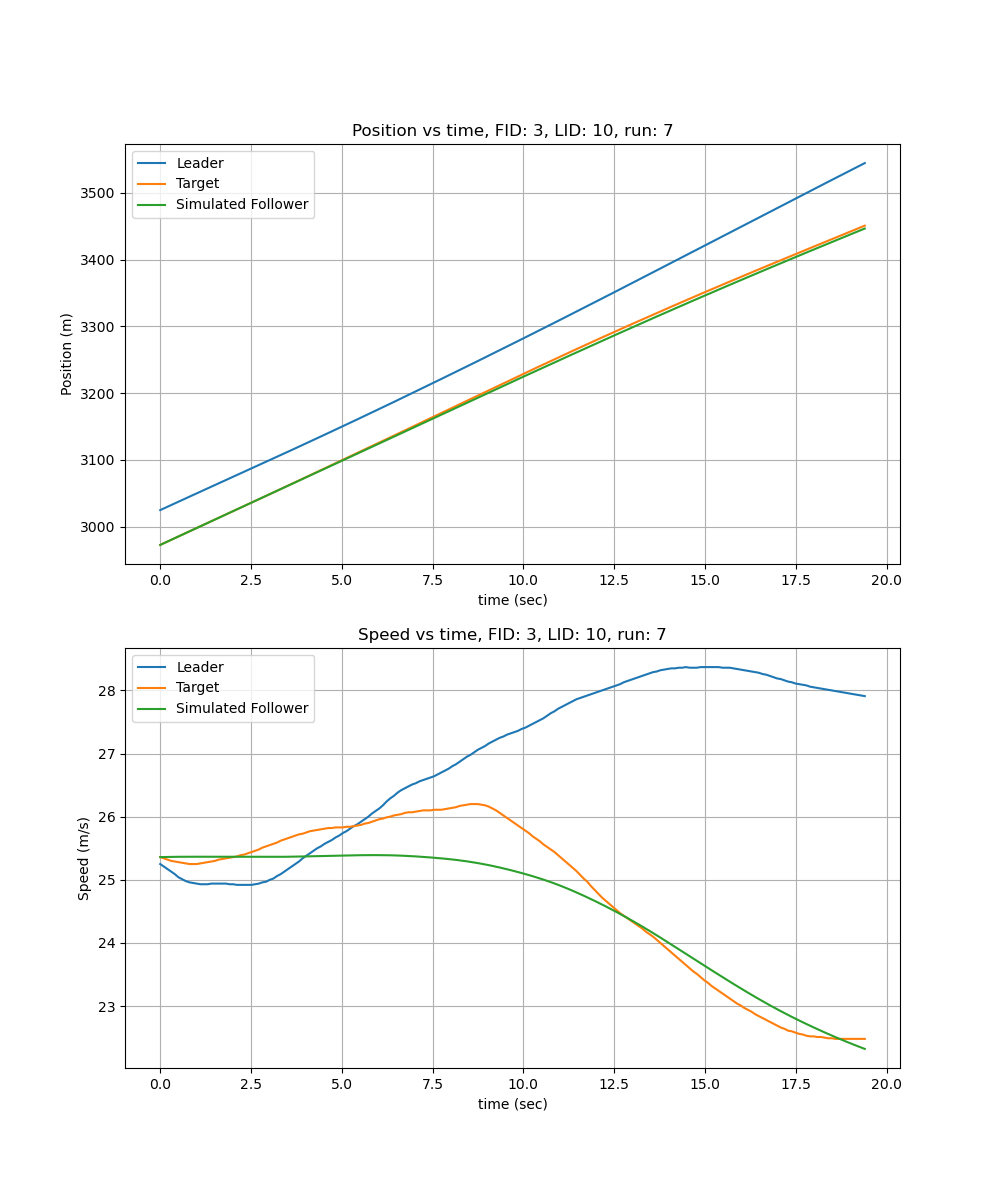 Position vs time, FID: 3, LID: 10, run: 7
Leader
Target
Simulated Follower
3500
3400
3300
3200
3100
3000
Position (m)
0.0 2.5 5.0 7.5 10.0 12.5 15.0 17.5 20.0
time (sec)
Speed vs time, FID: 3, LID: 10, run: 7
Leader
Target
Simulated Follower
28
27
26
25
24
23
Speed (m/s)
0.0 2.5 5.0 7.5 10.0 12.5 15.0 17.5 20.0
time (sec)